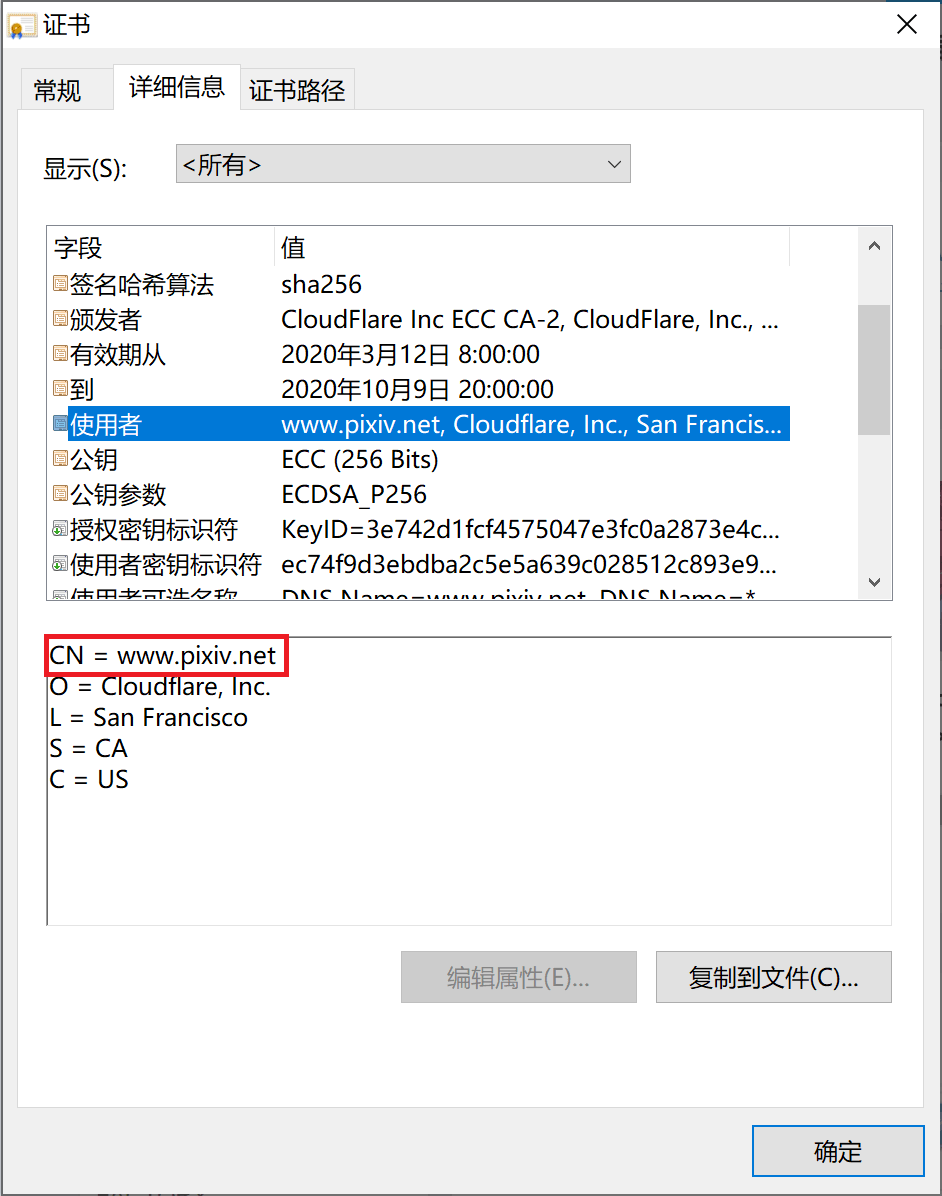 证书
常规 详细信息 证书路径
显示(S): <所有>
字段 值
签名哈希算法 sha256
颁发者 CloudFlare Inc ECC CA-2, CloudFlare, Inc., ...
有效期从 2020年3月12日 8:00:00
到 2020年10月9日 20:00:00
使用者 www.pixiv.net, Cloudflare, Inc., San Francis...
公钥 ECC (256 Bits)
公钥参数 ECDSA_P256
授权密钥标识符 KeyID=3e742d1fcf4575047e3fc0a2873e4c...
使用者密钥标识符 ec74f9d3ebdba2c5e5a639c028512c893e9...
使用者可选名称 DNS Name=www.pixiv.net, DNS Name=*
CN = www.pixiv.net
O = Cloudflare, Inc.
L = San Francisco
S = CA
C = US
编辑属性(E)... 复制到文件(C)...
确定